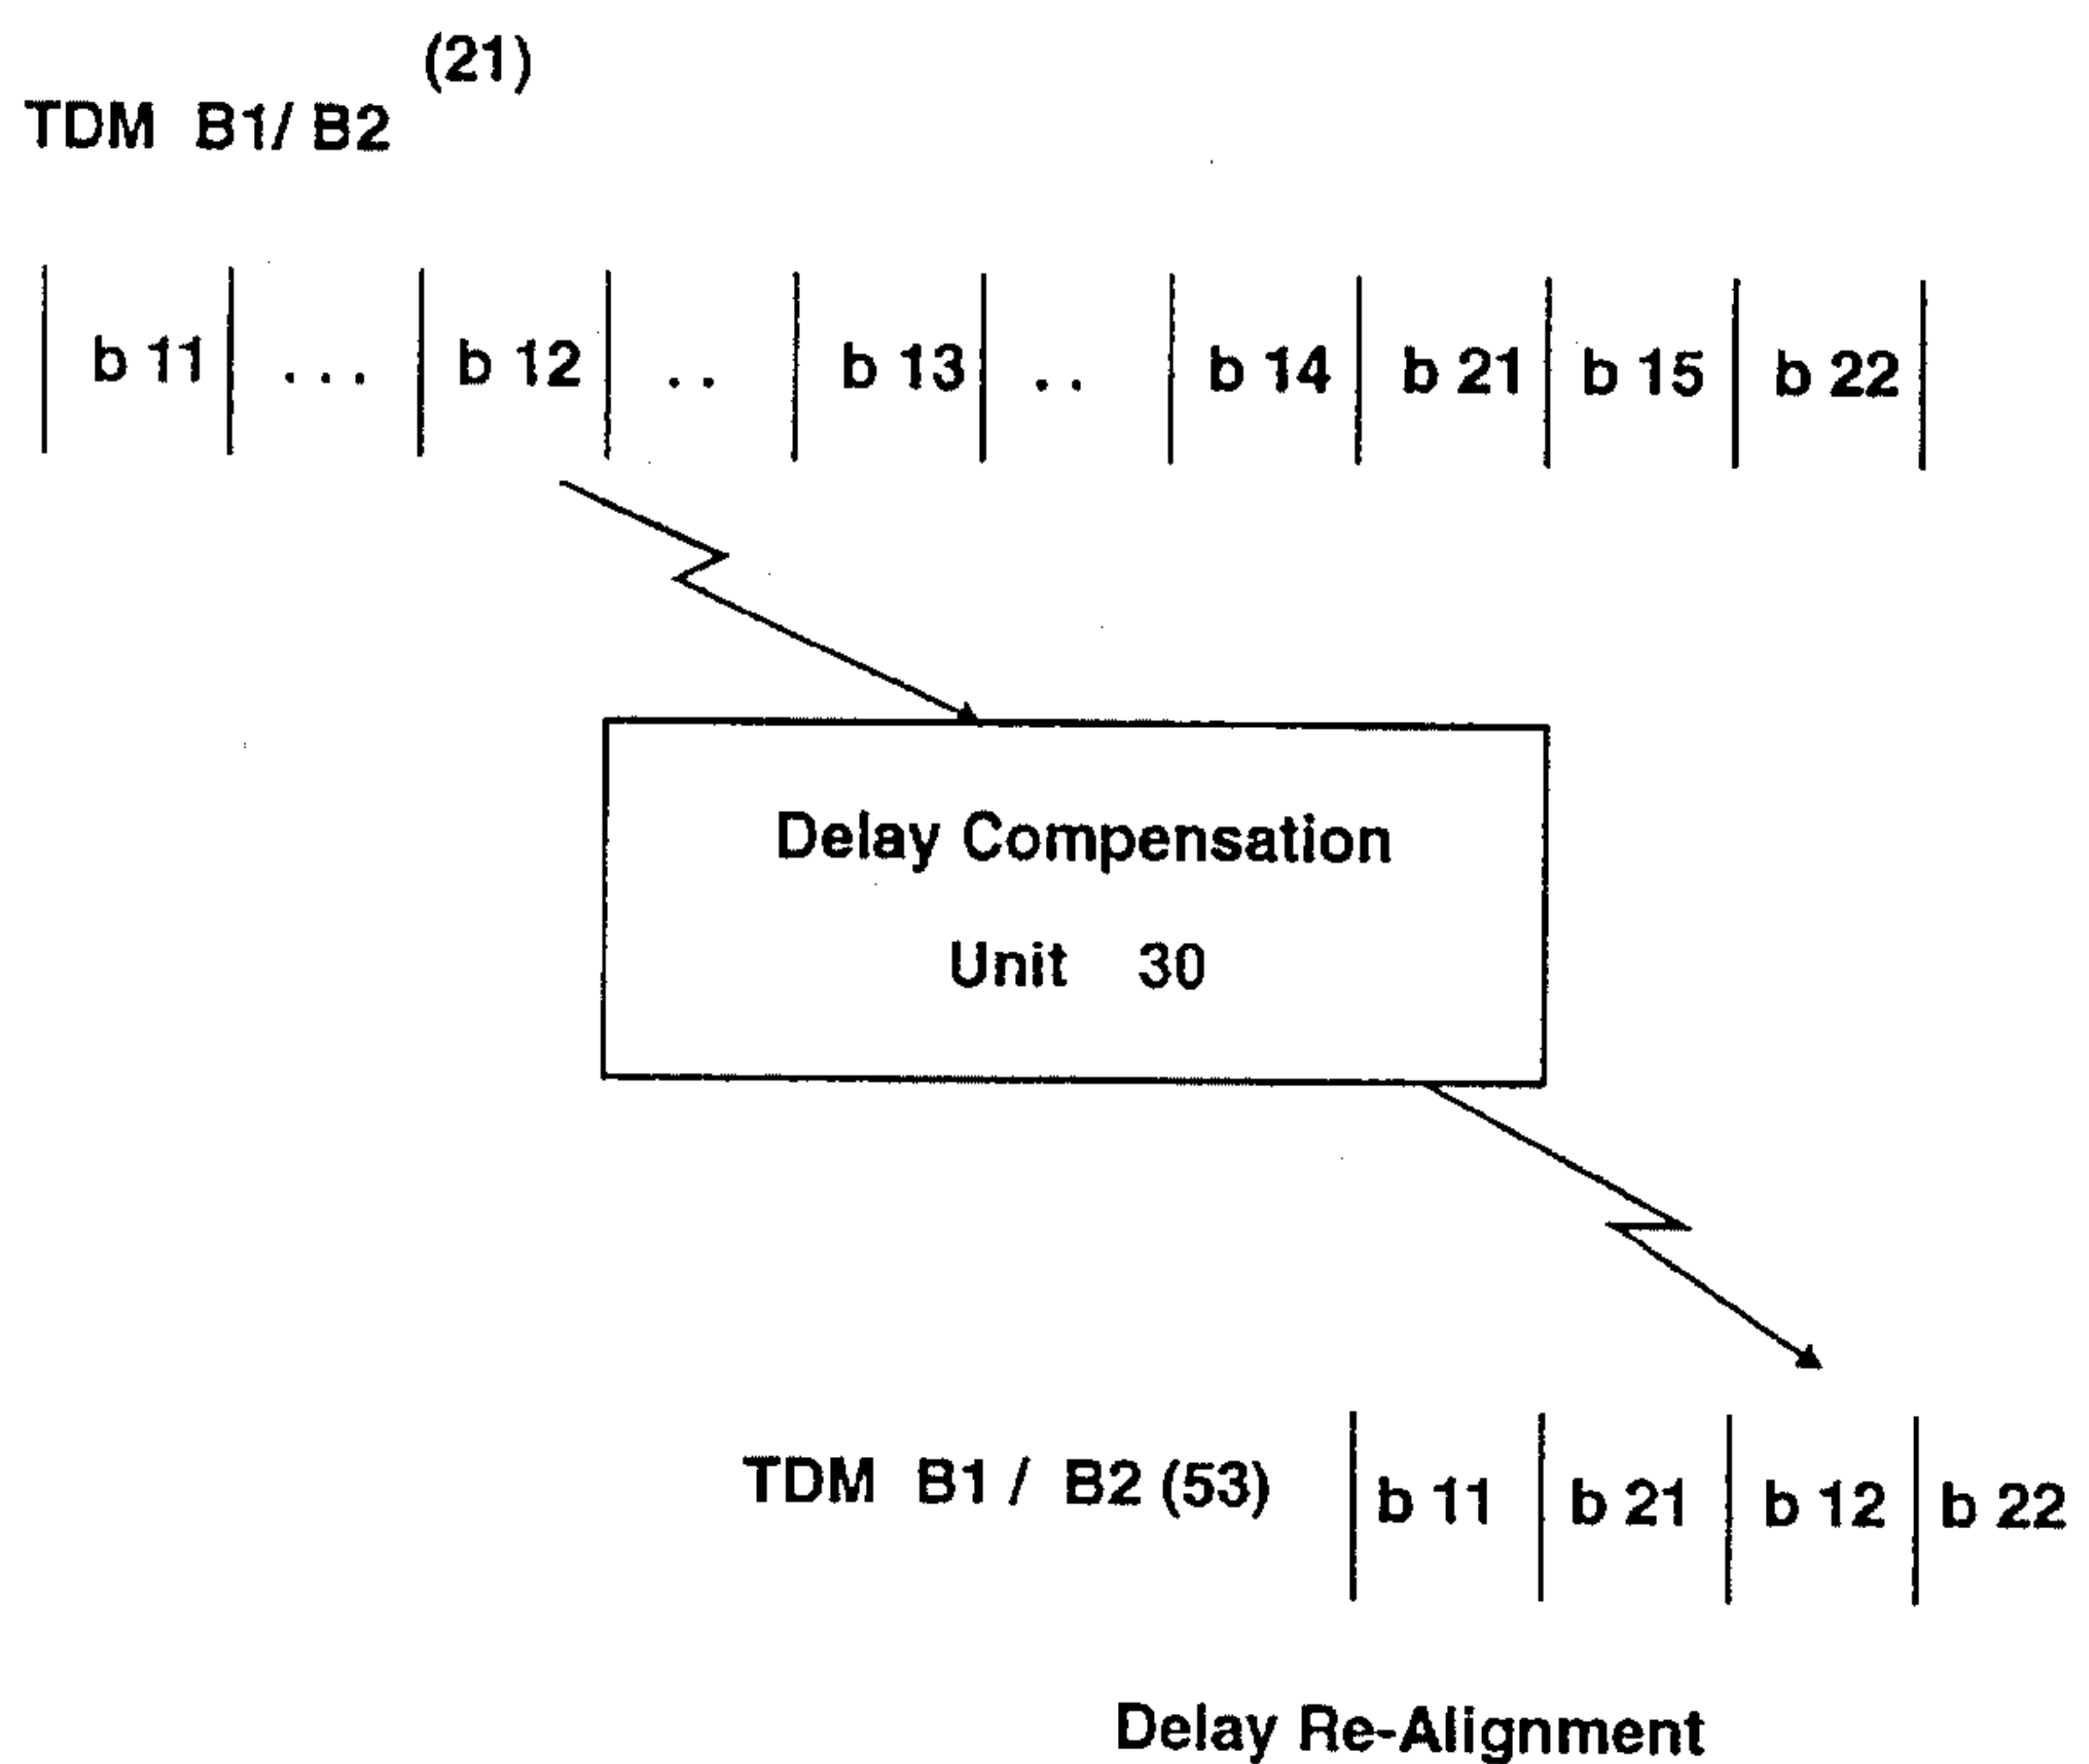 (21)
TDM B1/ B2
b 11 ... b 12 .. b 13 .. b 14 b 21 b 15 b 22
Delay Compensation
Unit 30
TDM B1 / B2 (53) b 11 b 21 b 12 b 22
Delay Re-Alignment